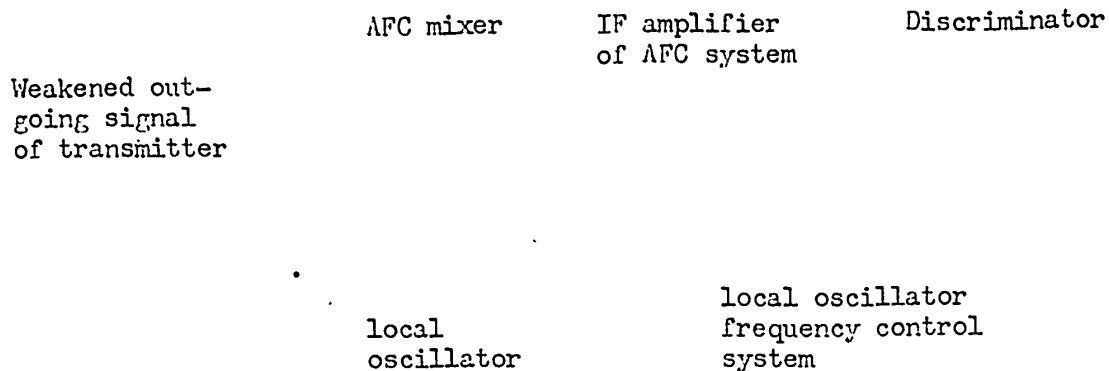 AFC mixer
IF amplifier
of AFC system
Discriminator
Weakened out-
going signal
of transmitter
local
oscillator
local oscillator
frequency control
system